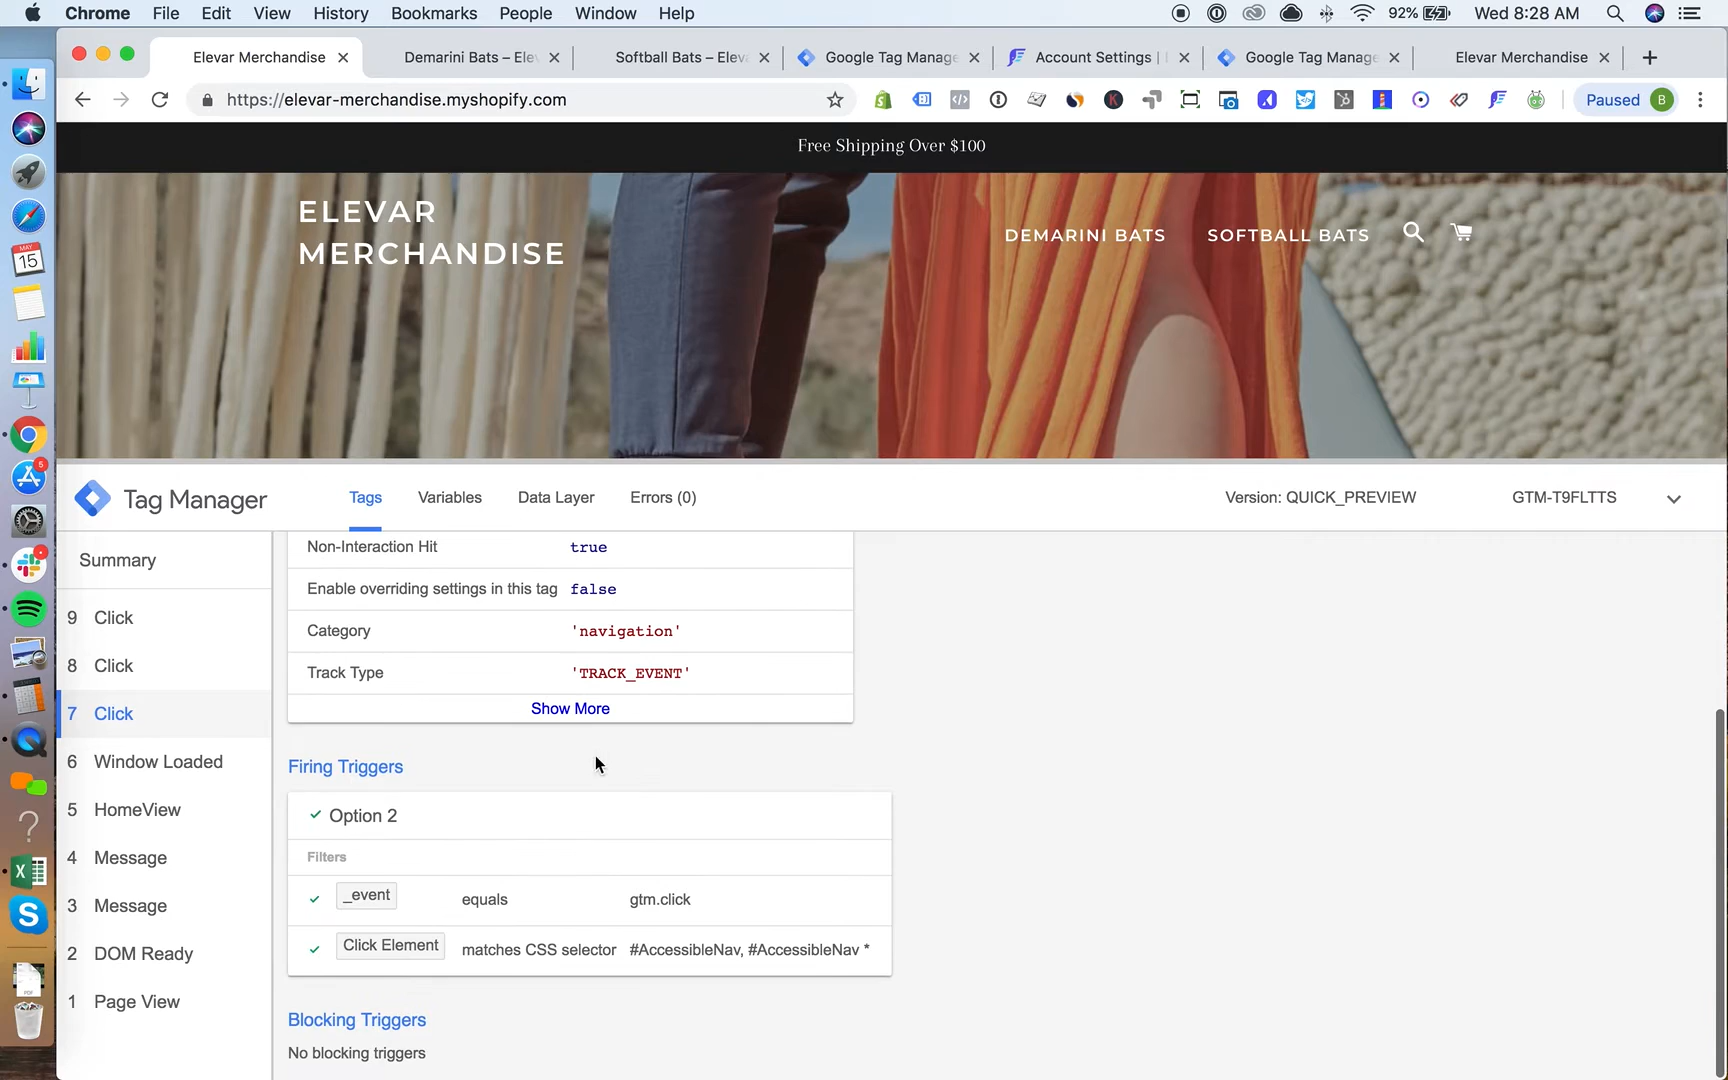 Chrome File Edit View History Bookmarks People Window Help 92% Wed 8:28 AM
Elevar Merchandise Demarini Bats – Elev Softball Bats – Eleva Google Tag Manage Account Settings | Google Tag Manage Elevar Merchandise
https://elevar-merchandise.myshopify.com Paused B
Free Shipping Over $100
ELEVAR
MERCHANDISE
DEMARINI BATS SOFTBALL BATS
Tag Manager Tags Variables Data Layer Errors (0) Version: QUICK_PREVIEW GTM-T9FLTTS
Summary
9 Click
8 Click
7 Click
6 Window Loaded
5 HomeView
4 Message
3 Message
2 DOM Ready
1 Page View
Non-Interaction Hit true
Enable overriding settings in this tag false
Category 'navigation'
Track Type 'TRACK_EVENT'
Show More
Firing Triggers
Option 2
Filters
_event equals gtm.click
Click Element matches CSS selector #AccessibleNav, #AccessibleNav *
Blocking Triggers
No blocking triggers
MAY
15
5